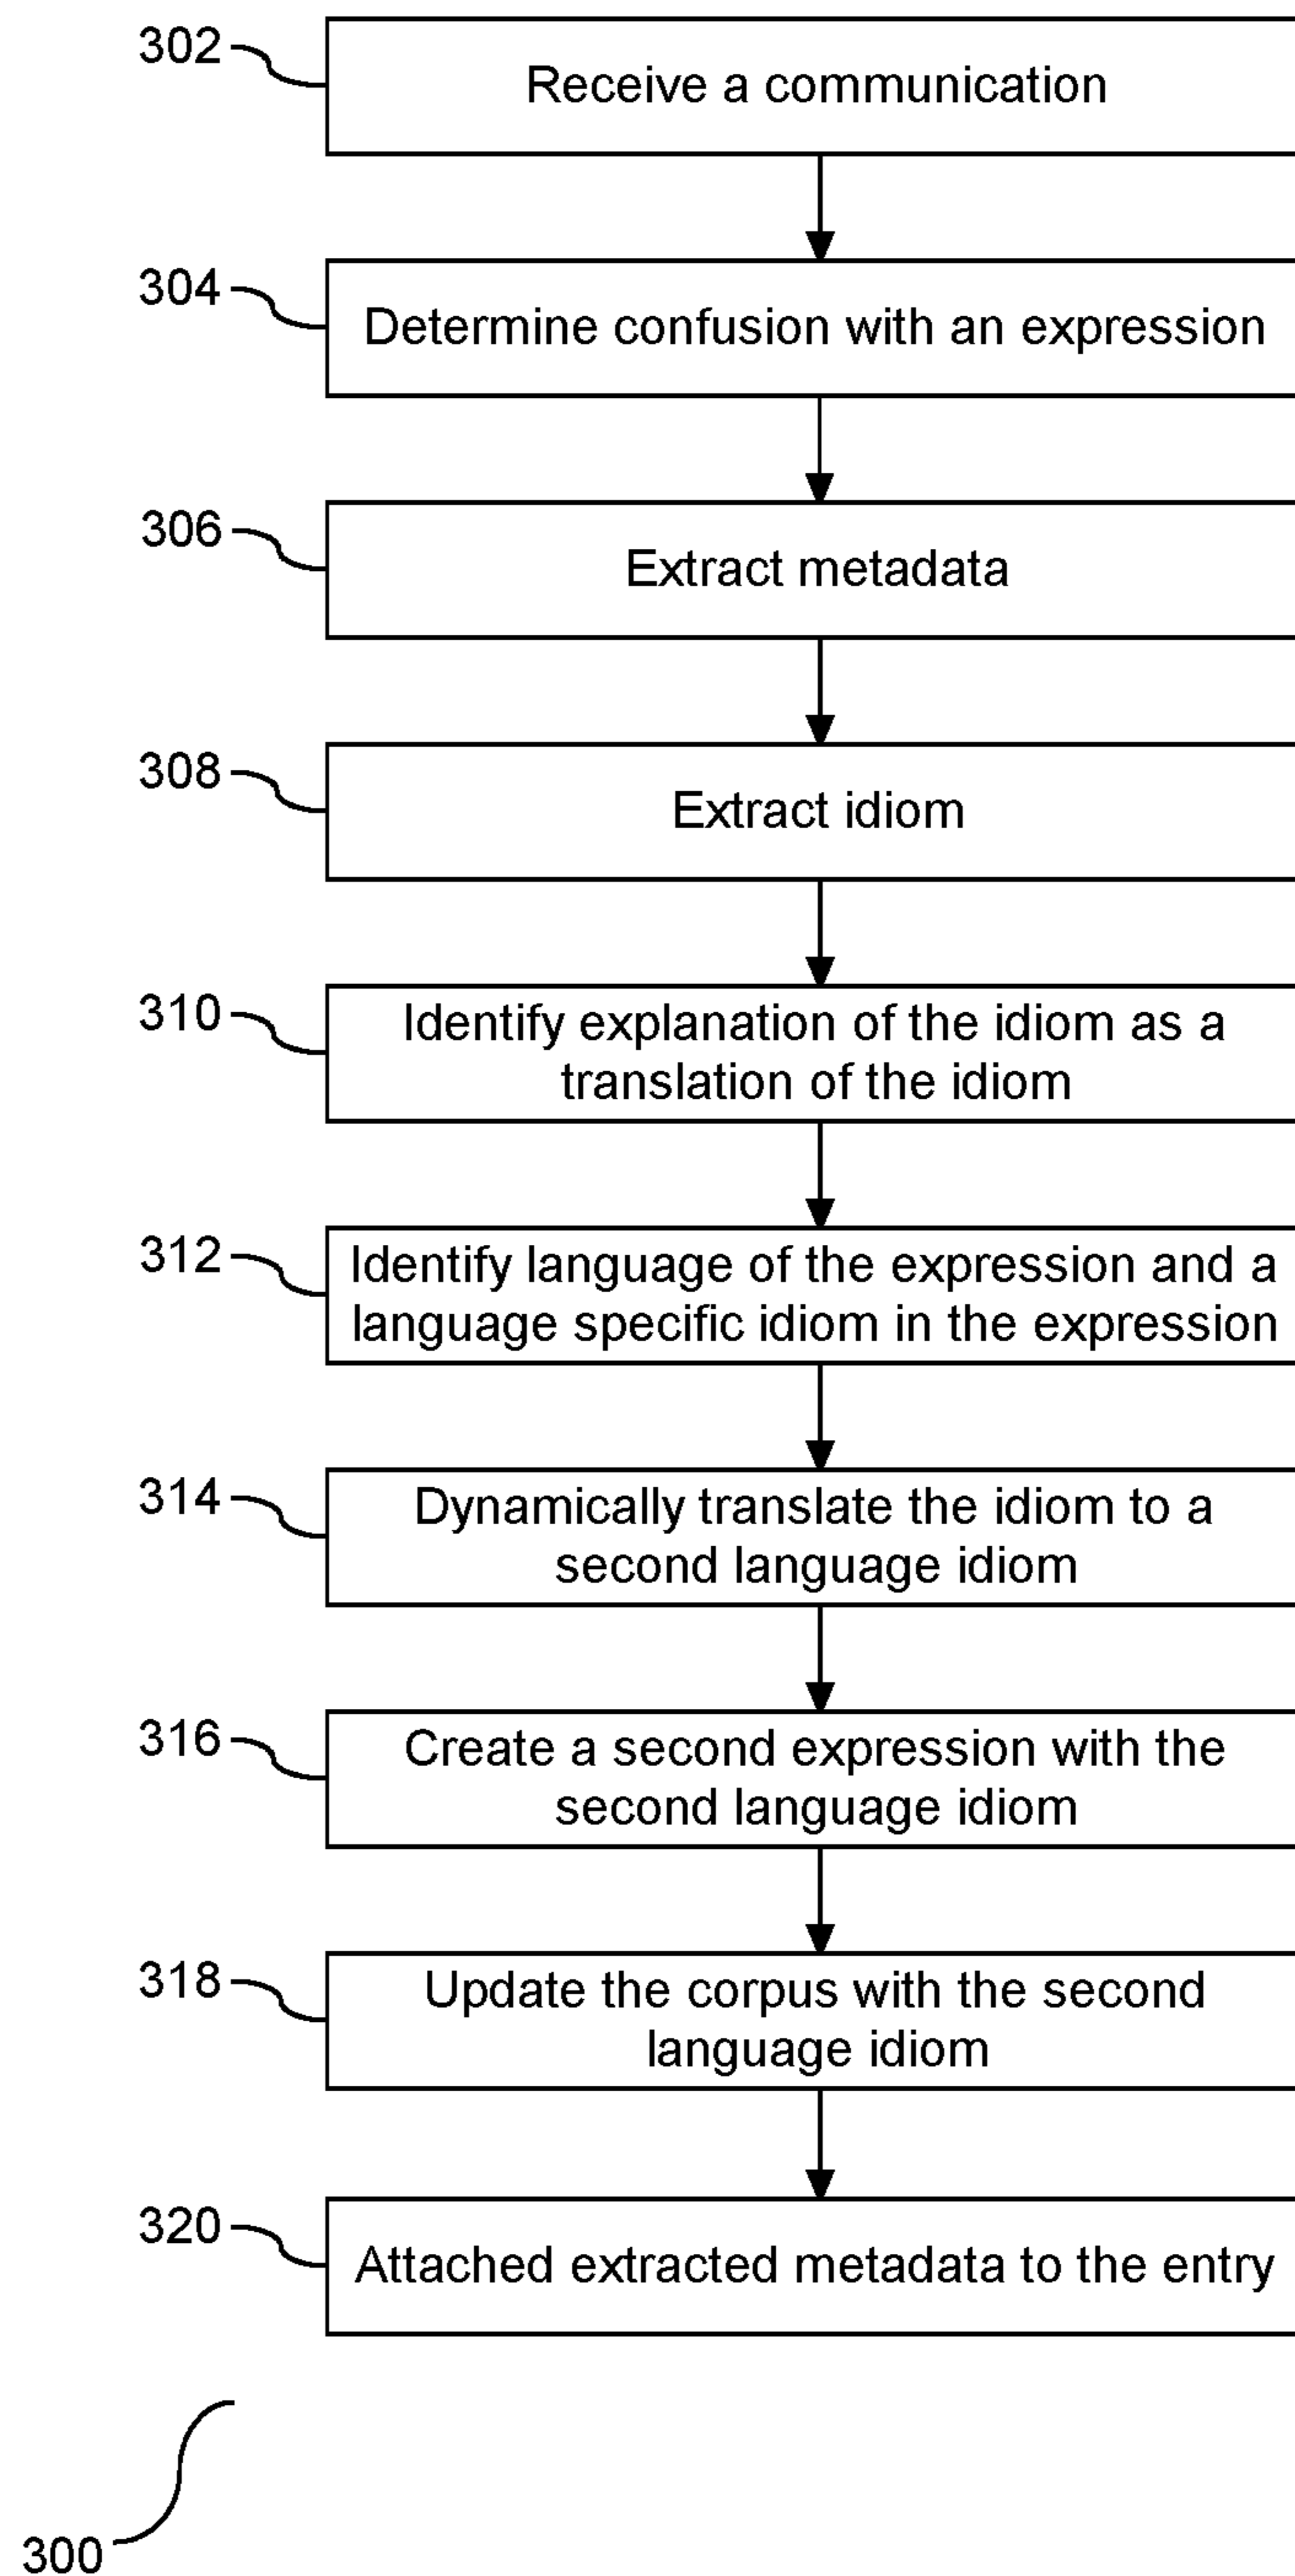 302
Receive a communication
304
Determine confusion with an expression
306
Extract metadata
308
Extract idiom
310
Identify explanation of the idiom as a
translation of the idiom
312
Identify language of the expression and a
language specific idiom in the expression
314
Dynamically translate the idiom to a
second language idiom
316
Create a second expression with the
second language idiom
318
Update the corpus with the second
language idiom
320
Attached extracted metadata to the entry
300